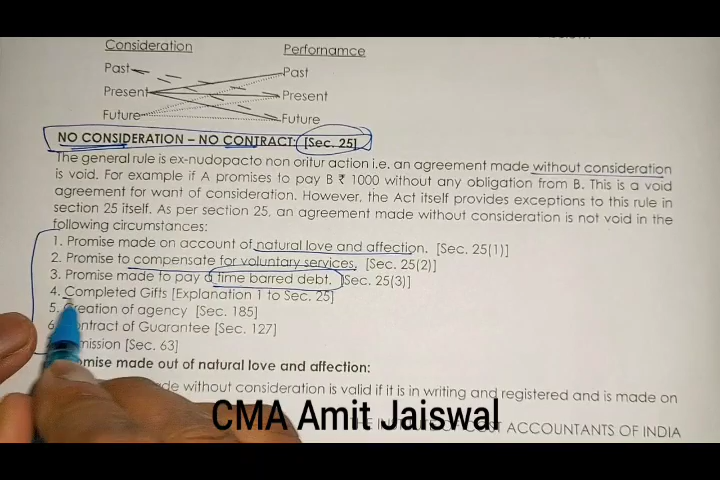 Consideration Perfornamce
Past Past
Present Present
Future Future
NO CONSIDERATION – NO CONTRACT: [Sec. 25]
The general rule is ex-nudopacto non oritur action i.e. an agreement made without consideration
is void. For example if A promises to pay B ₹ 1000 without any obligation from B. This is a void
agreement for want of consideration. However, the Act itself provides exceptions to this rule in
section 25 itself. As per section 25, an agreement made without consideration is not void in the
following circumstances:
1. Promise made on account of natural love and affection. [Sec. 25(1)]
2. Promise to compensate for voluntary services. [Sec. 25(2)]
3. Promise made to pay a time barred debt. [Sec. 25(3)]
4. Completed Gifts [Explanation 1 to Sec. 25]
5. Creation of agency [Sec. 185]
6. Contract of Guarantee [Sec. 127]
[Sec. 63]
made out of natural love and affection:
without consideration is valid if it is in writing and registered and is made on
CMA Amit Jaiswal
OF COST ACCOUNTANTS OF INDIA